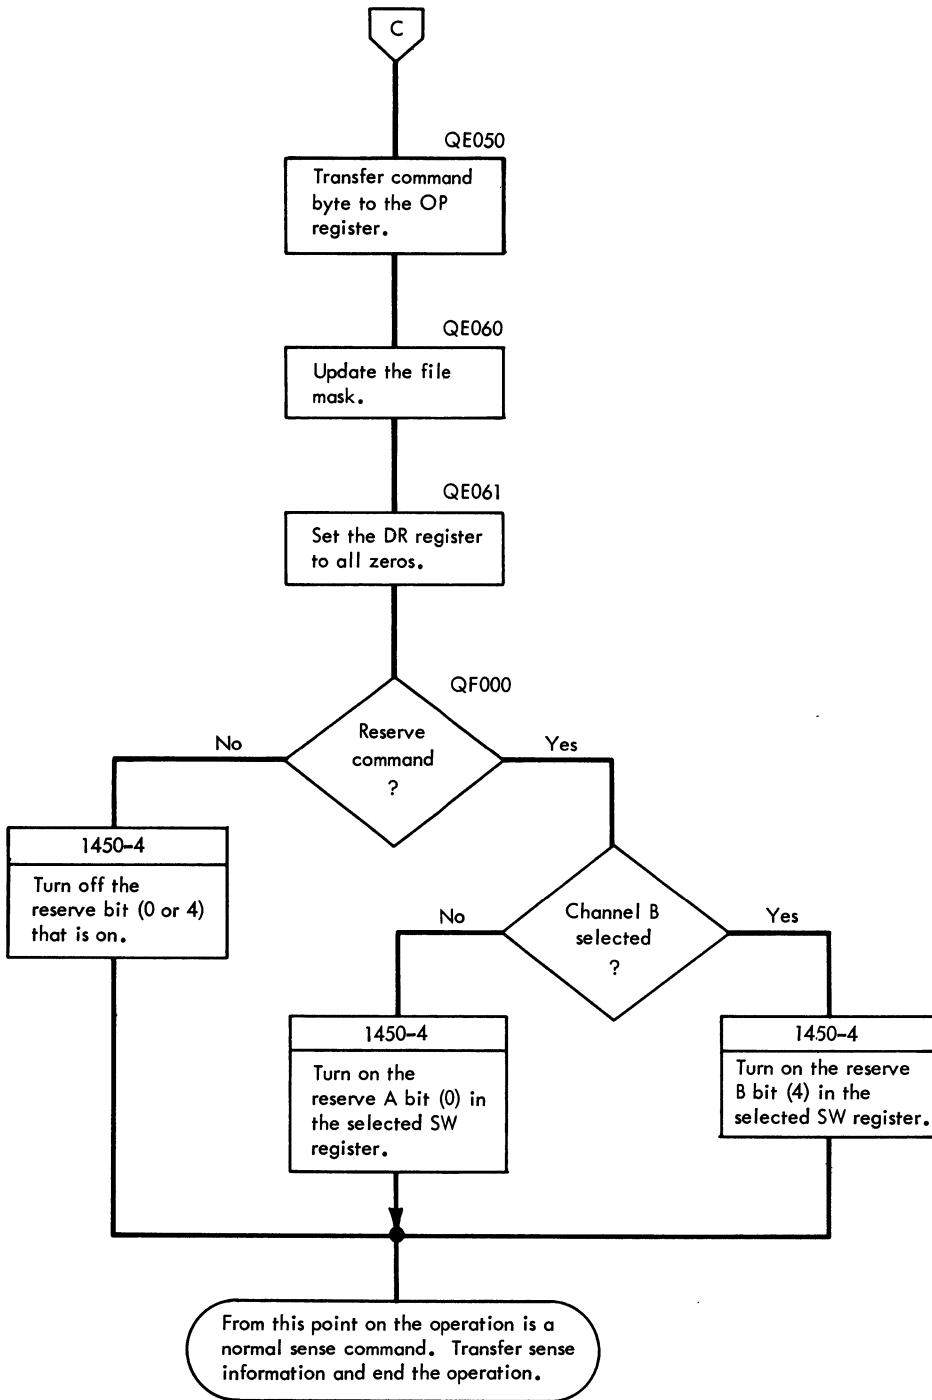 C
QE050
Transfer command
byte to the OP
register.
QE060
Update the file
mask.
QE061
Set the DR register
to all zeros.
QF000
Reserve
command
?
No
Yes
1450-4
Turn off the
reserve bit (0 or 4)
that is on.
Channel B
selected
?
No
Yes
1450-4
Turn on the
reserve A bit (0) in
the selected SW
register.
1450-4
Turn on the reserve
B bit (4) in the
selected SW register.
From this point on the operation is a
normal sense command. Transfer sense
information and end the operation.